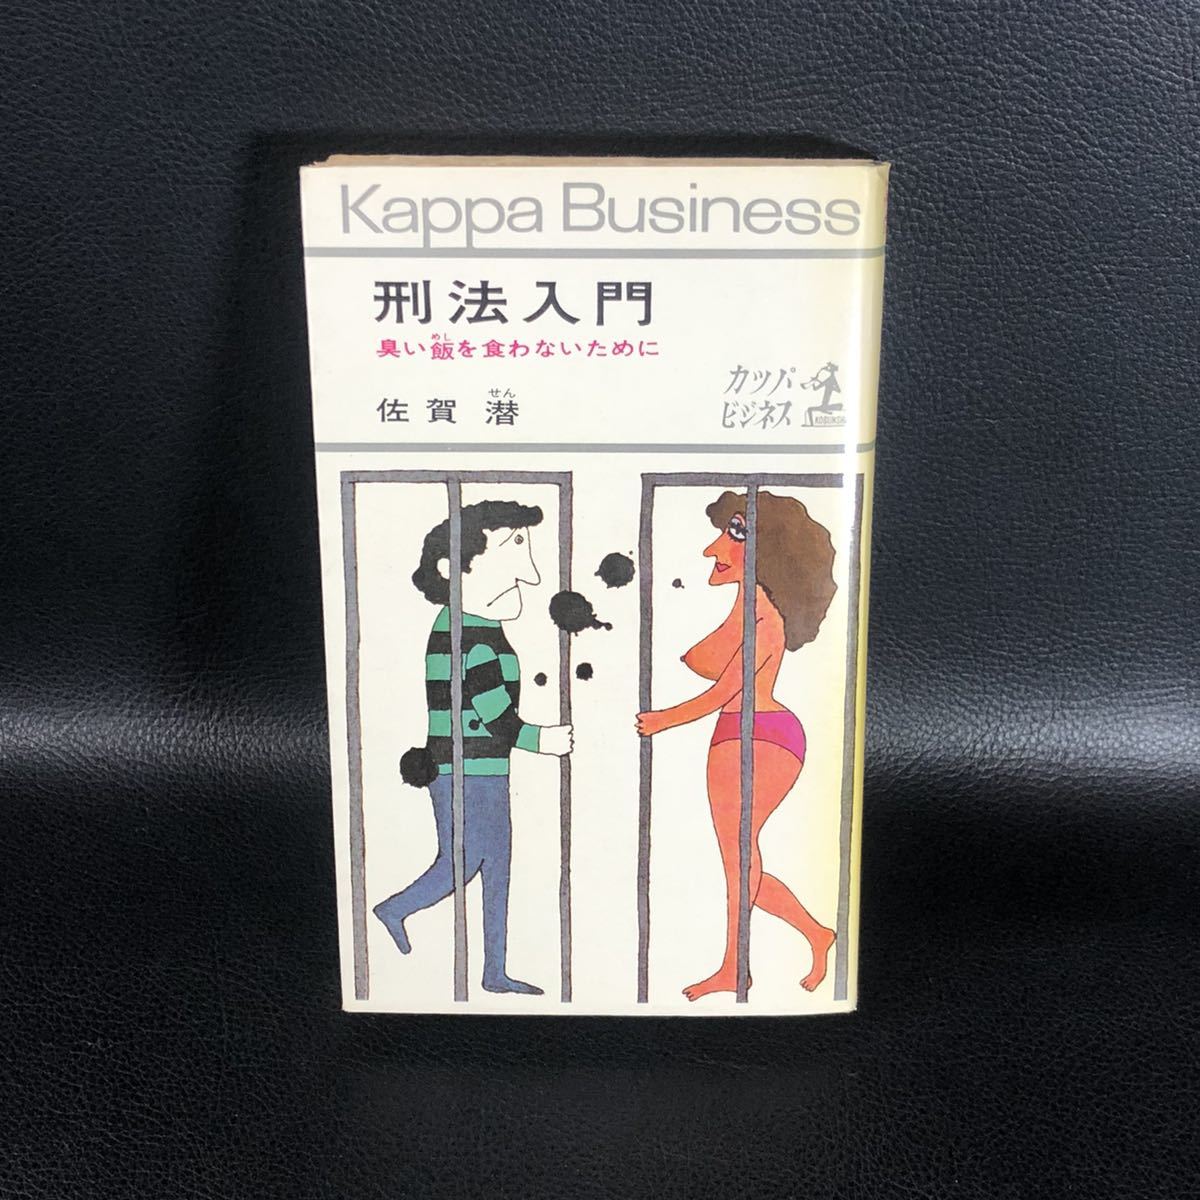 Kappa Business
刑法入門
めし
臭い飯を食わないために
せん
佐賀 潜
カッパ
ビジネス
KOBUNSHA